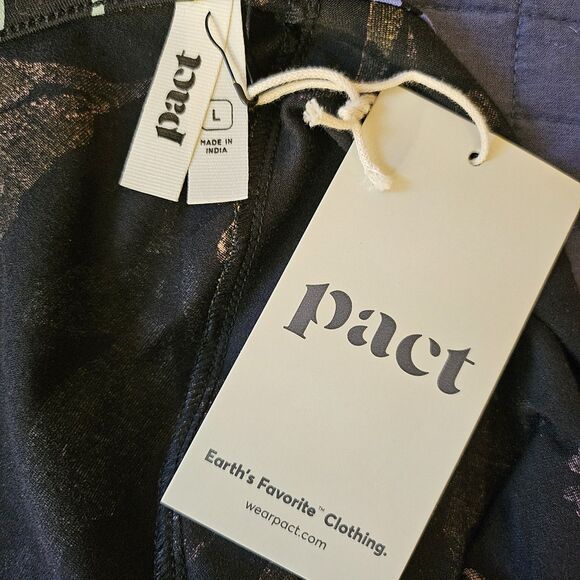 pact
L
MADE IN
INDIA
pact
Earth's Favorite™ Clothing.
wearpact.com